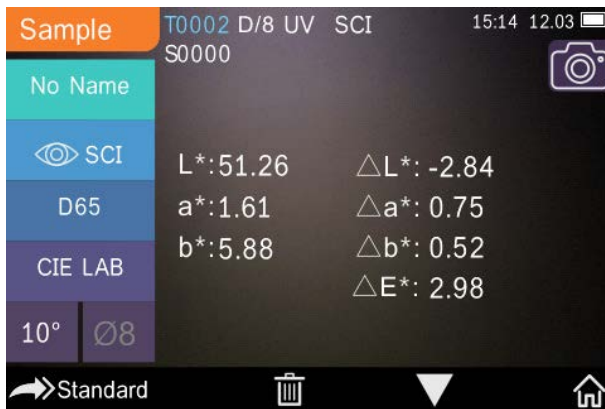 Sample
T0002 D/8 UV SCI 15:14 12.03
S0000
No Name
SCI
D65
CIE LAB
10° Ø8
L*:51.26 △L*: -2.84
a*:1.61 △a*: 0.75
b*:5.88 △b*: 0.52
△E*: 2.98
Standard